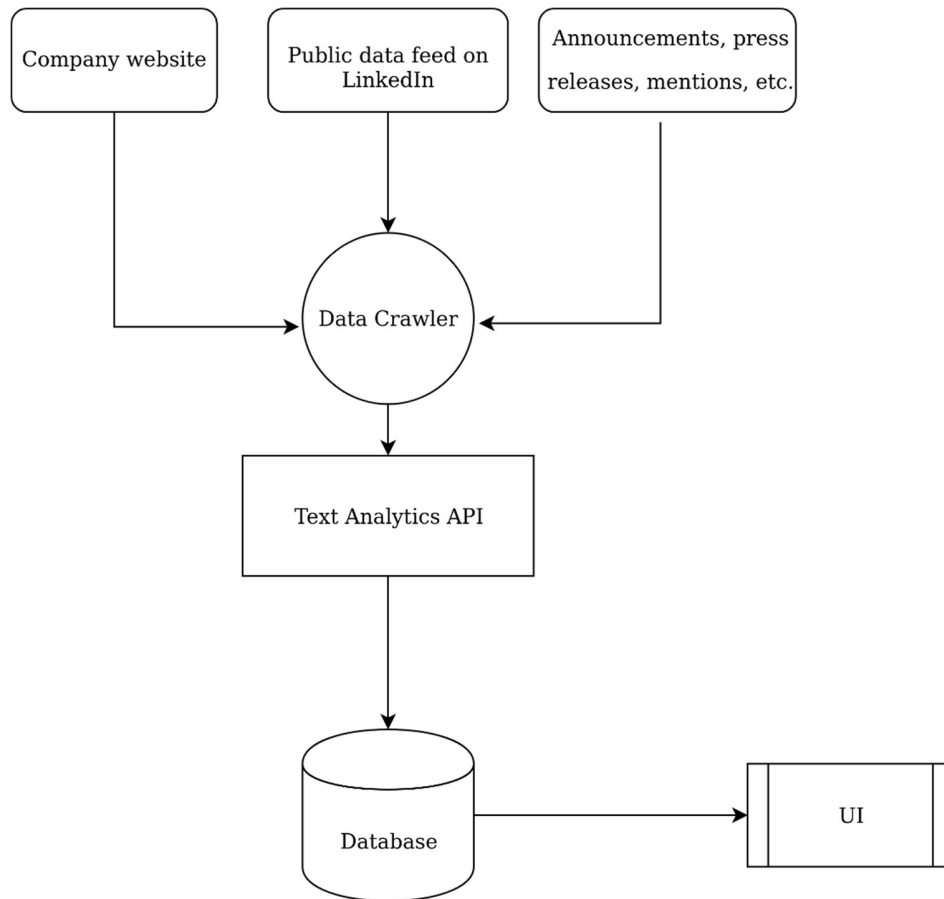 Company website
Public data feed on
LinkedIn
Announcements, press
releases, mentions, etc.
Data Crawler
Text Analytics API
Database
UI